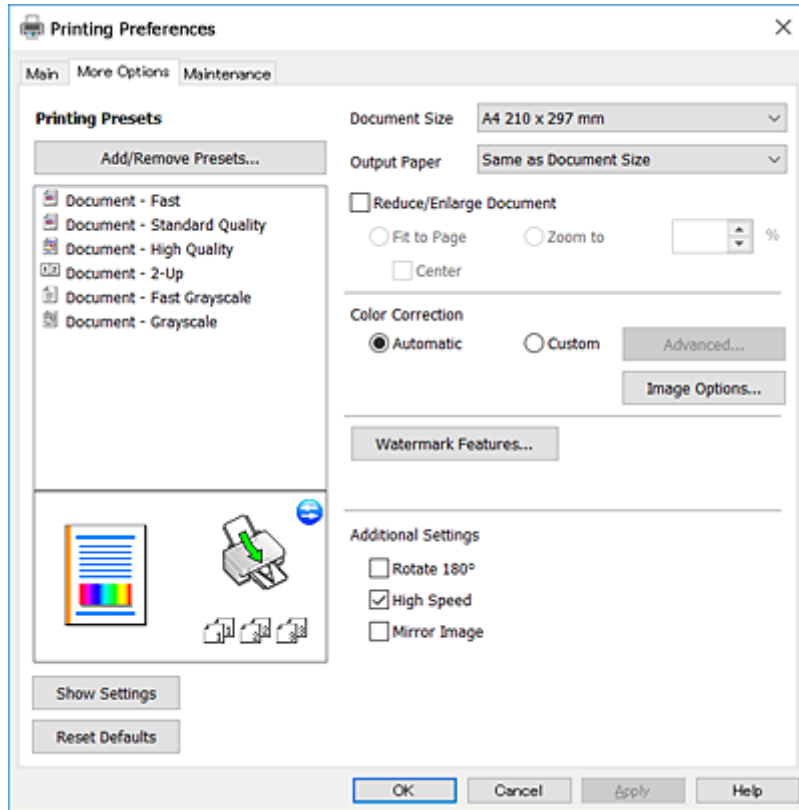 Printing Preferences
Main More Options Maintenance
Printing Presets
Add/Remove Presets...
Document - Fast
Document - Standard Quality
Document - High Quality
Document - 2-Up
Document - Fast Grayscale
Document - Grayscale
Show Settings
Reset Defaults
Document Size A4 210 x 297 mm
Output Paper Same as Document Size
Reduce/Enlarge Document
Fit to Page Zoom to %
Center
Color Correction
Automatic Custom Advanced...
Image Options...
Watermark Features...
Additional Settings
Rotate 180°
High Speed
Mirror Image
OK Cancel Apply Help